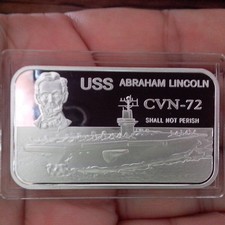 USS ABRAHAM LINCOLN
CVN-72
SHALL NOT PERISH